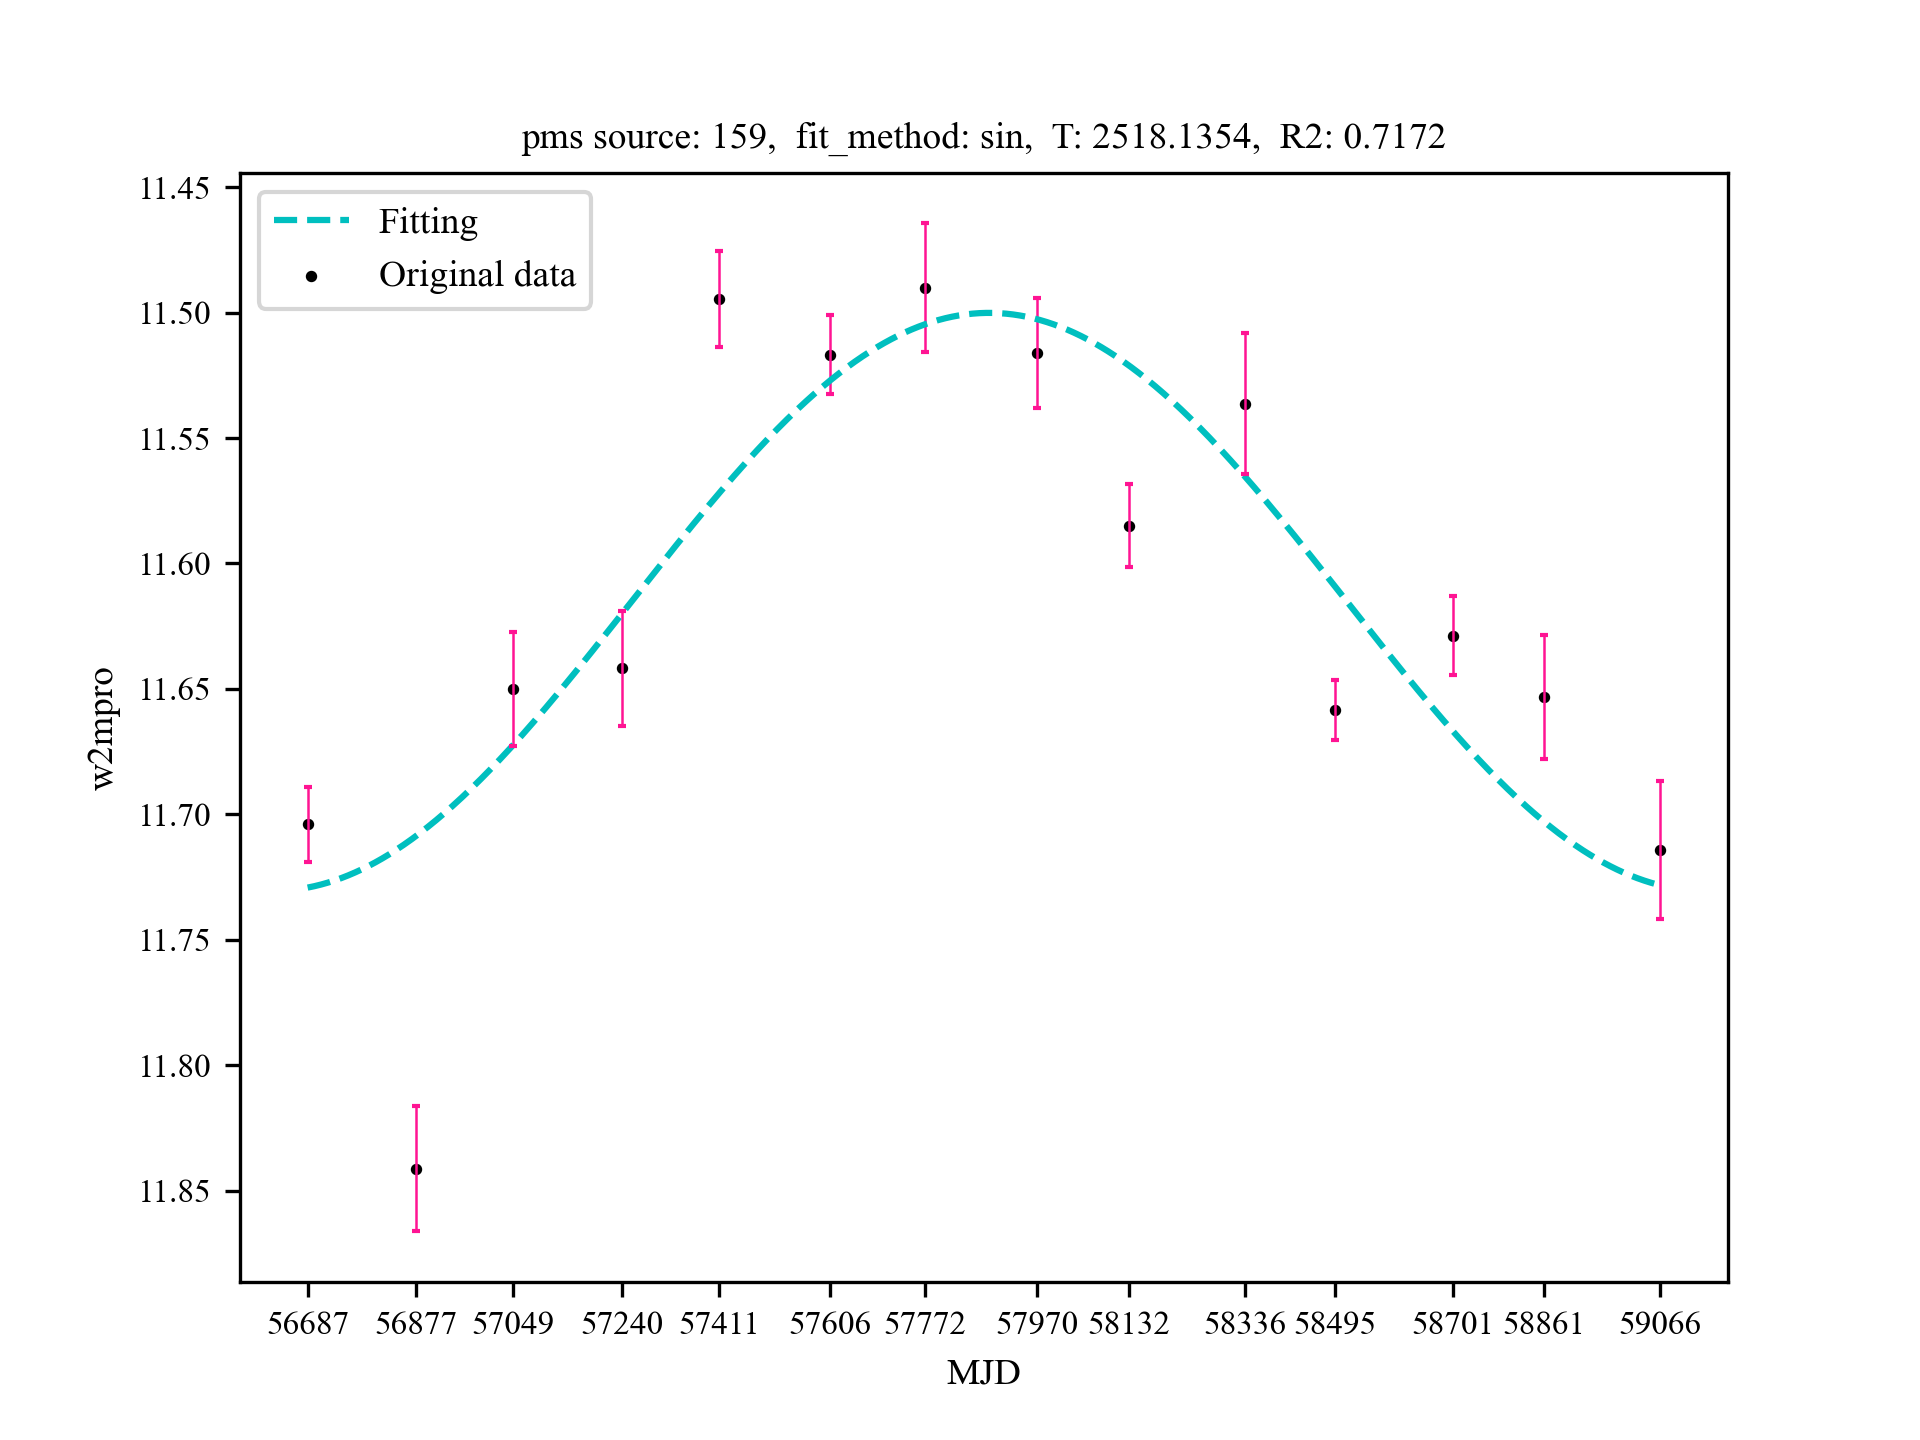 pms source: 159,  fit_method: sin,  T: 2518.1354,  R2: 0.7172
Fitting
Original data
11.45
11.50
11.55
11.60
11.65
11.70
11.75
11.80
11.85
w2mpro
56687 56877 57049 57240 57411 57606 57772 57970 58132 58336 58495 58701 58861 59066
MJD